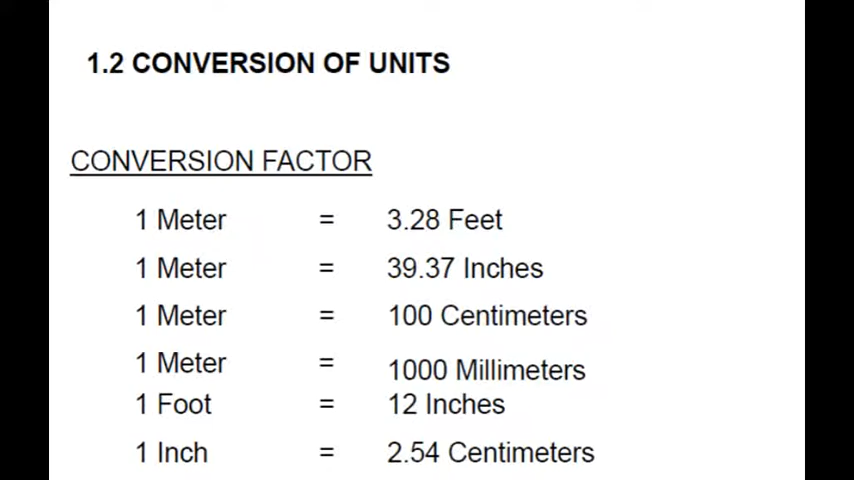 1.2 CONVERSION OF UNITS
CONVERSION FACTOR
1 Meter = 3.28 Feet
1 Meter = 39.37 Inches
1 Meter = 100 Centimeters
1 Meter = 1000 Millimeters
1 Foot = 12 Inches
1 Inch = 2.54 Centimeters